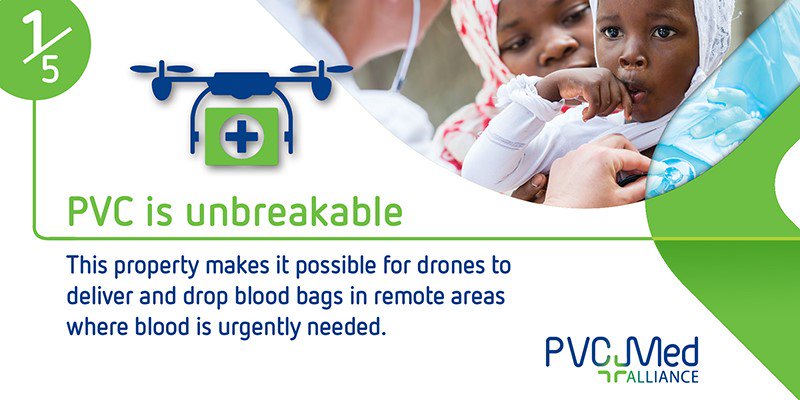 1/5
PVC is unbreakable
This property makes it possible for drones to
deliver and drop blood bags in remote areas
where blood is urgently needed.
PVCMed
ALLIANCE